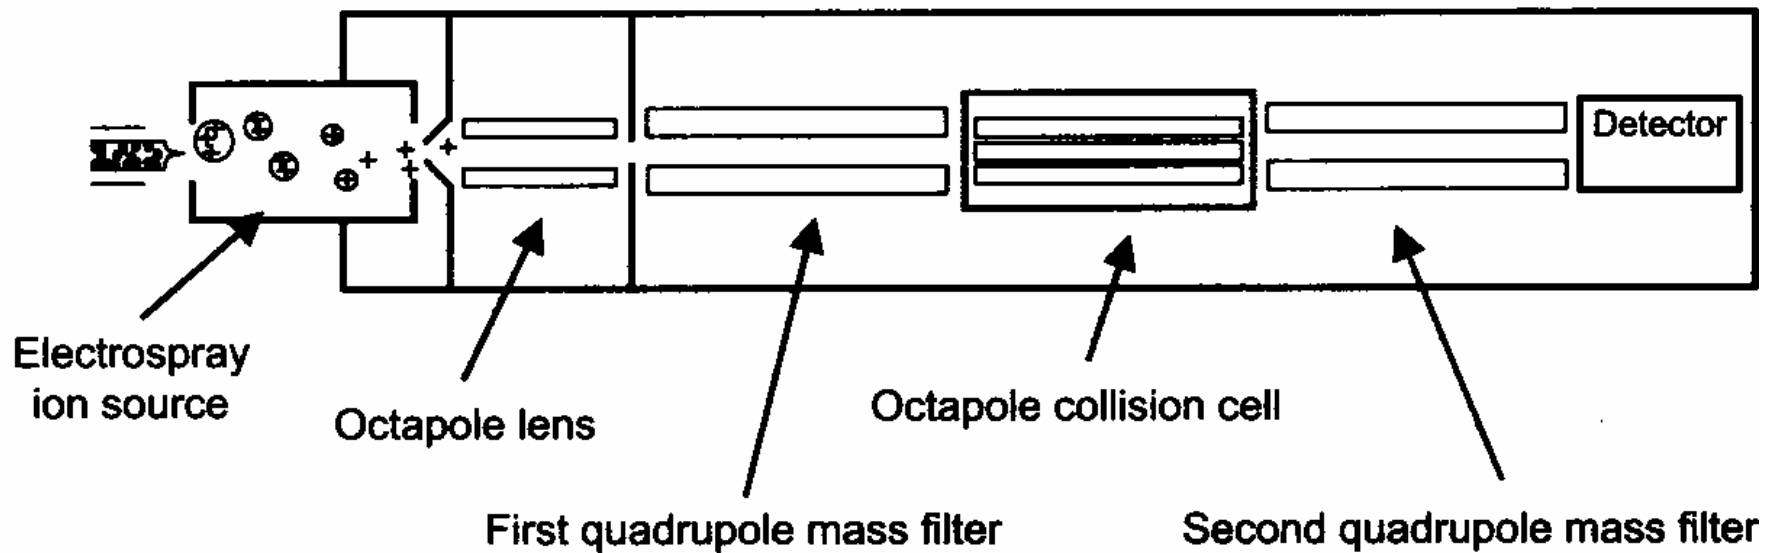 Detector
Electrospray
ion source
Octapole lens
Octapole collision cell
First quadrupole mass filter
Second quadrupole mass filter